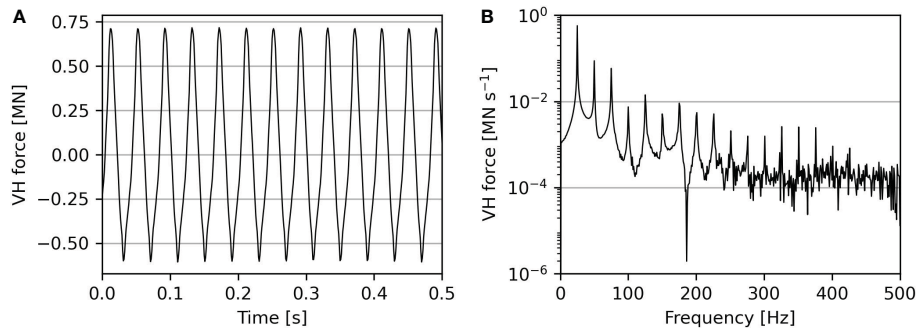 A
VH force [MN]
0.75
0.50
0.25
0.00
−0.25
−0.50
0.0 0.1 0.2 0.3 0.4 0.5
Time [s]
B
VH force [MN s⁻¹]
10⁰
10⁻²
10⁻⁴
10⁻⁶
0 100 200 300 400 500
Frequency [Hz]